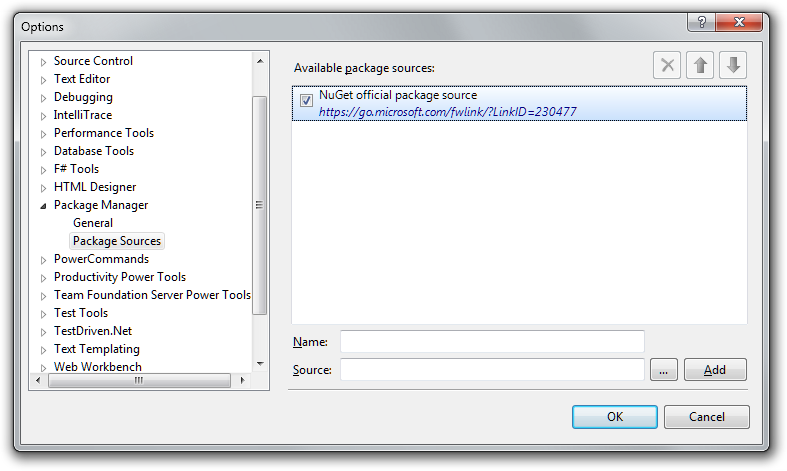 Options
Source Control
Text Editor
Debugging
IntelliTrace
Performance Tools
Database Tools
F# Tools
HTML Designer
Package Manager
General
Package Sources
PowerCommands
Productivity Power Tools
Team Foundation Server Power Tools
Test Tools
TestDriven.Net
Text Templating
Web Workbench
Available package sources:
NuGet official package source
https://go.microsoft.com/fwlink/?LinkID=230477
Name:
Source:
...
Add
OK
Cancel